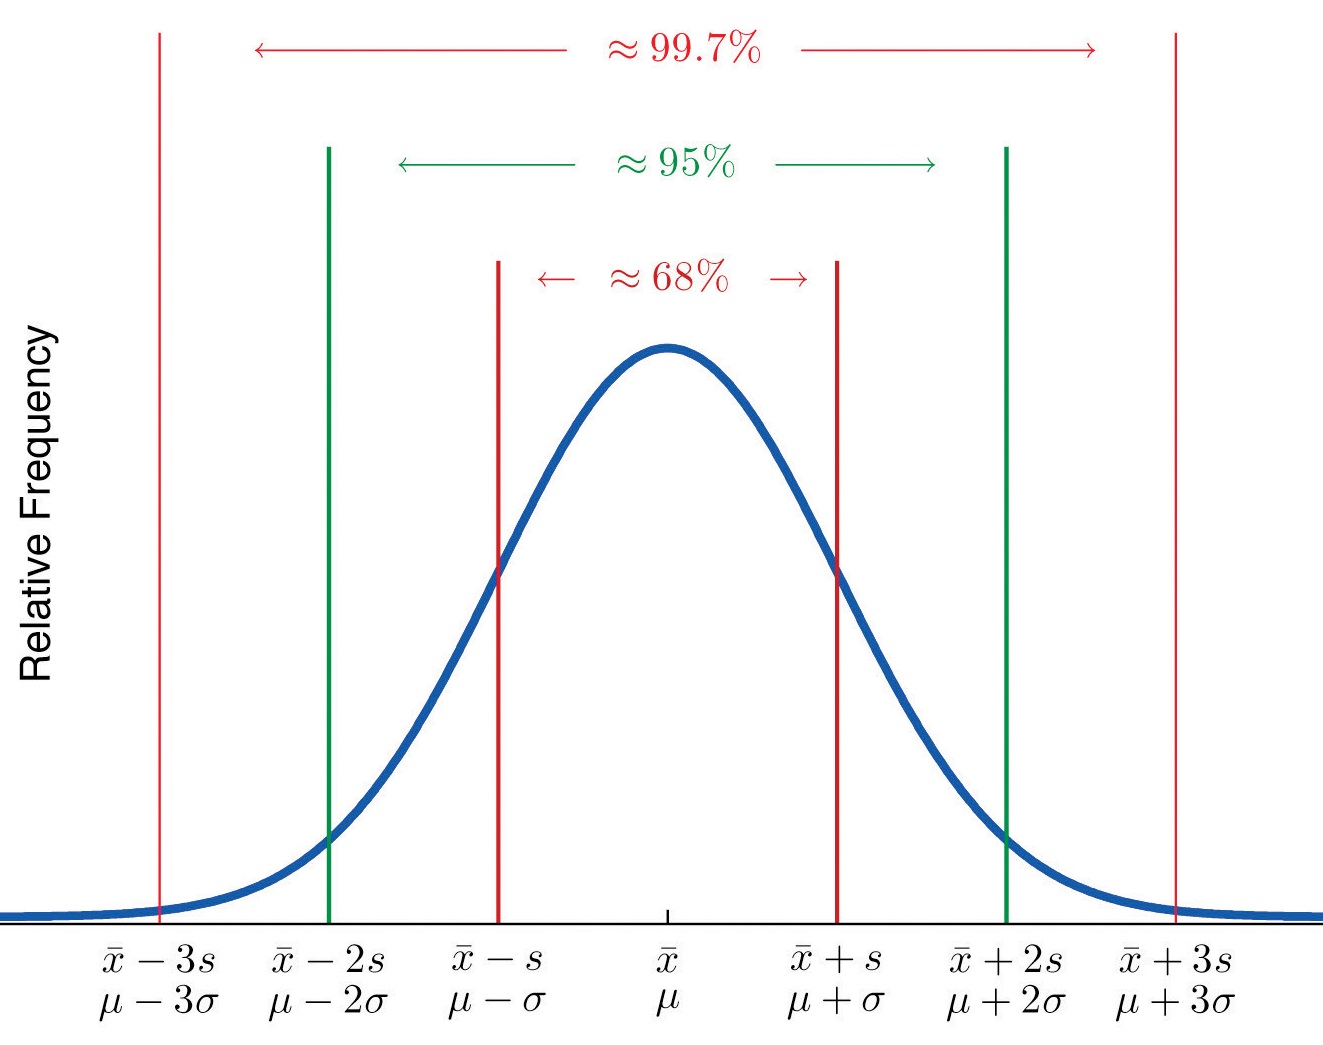 ≈ 99.7%
≈ 95%
≈ 68%
Relative Frequency
x̄ − 3s x̄ − 2s x̄ − s x̄ x̄ + s x̄ + 2s x̄ + 3s
μ − 3σ μ − 2σ μ − σ μ μ + σ μ + 2σ μ + 3σ